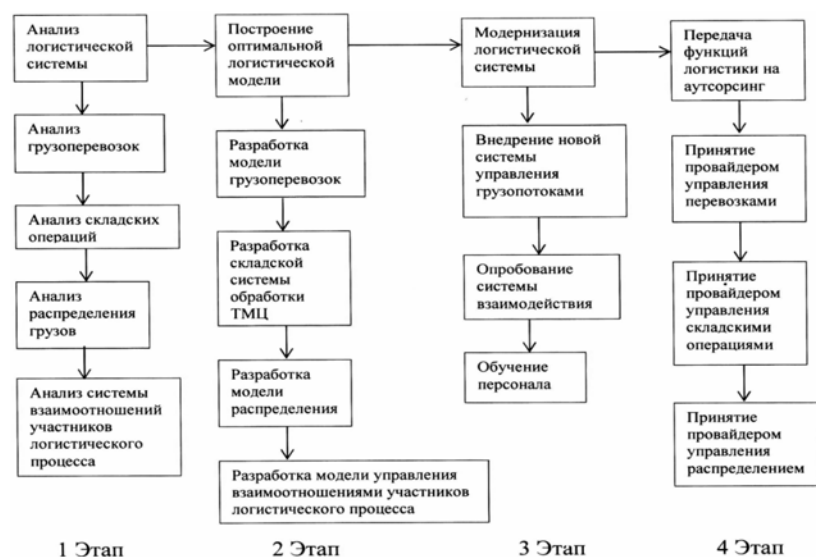 Анализ
логистической
системы
Анализ
грузоперевозок
Анализ складских
операций
Анализ
распределения
грузов
Анализ системы
взаимоотношений
участников
логистического
процесса
1 Этап
Построение
оптимальной
логистической
модели
Разработка
модели
грузоперевозок
Разработка
складской
системы
обработки
ТМЦ
Разработка
модели
распределения
Разработка модели управления
взаимоотношениями участников
логистического процесса
2 Этап
Модернизация
логистической
системы
Внедрение новой
системы
управления
грузопотоками
Опробование
системы
взаимодействия
Обучение
персонала
3 Этап
Передача
функций
логистики на
аутсорсинг
Принятие
провайдером
управления
перевозками
Принятие
провайдером
управления
складскими
операциями
Принятие
провайдером
управления
распределением
4 Этап